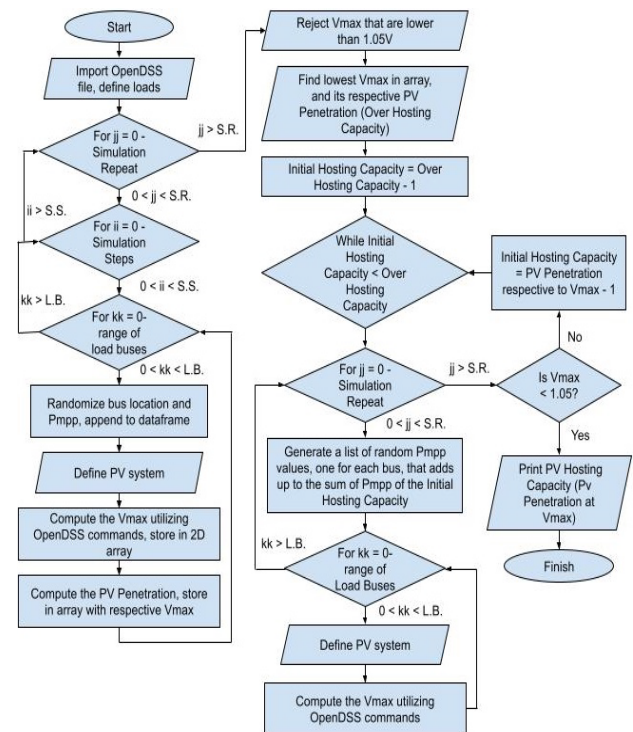 Start
Import OpenDSS
file, define loads
For jj = 0 -
Simulation
Repeat
jj > S.R.
0 < jj < S.R.
ii > S.S.
For ii = 0 -
Simulation
Steps
0 < ii < S.S.
kk > L.B.
For kk = 0-
range of
load buses
0 < kk < L.B.
Randomize bus location and
Pmpp, append to dataframe
Define PV system
Compute the Vmax utilizing
OpenDSS commands, store in 2D
array
Compute the PV Penetration, store
in array with respective Vmax
Reject Vmax that are lower
than 1.05V
Find lowest Vmax in array,
and its respective PV
Penetration (Over Hosting
Capacity)
Initial Hosting Capacity = Over
Hosting Capacity - 1
While Initial
Hosting
Capacity < Over
Hosting
Capacity
For jj = 0 -
Simulation
Repeat
jj > S.R.
0 < jj < S.R.
Generate a list of random Pmpp
values, one for each bus, that adds
up to the sum of Pmpp of the Initial
Hosting Capacity
kk > L.B.
For kk = 0-
range of
Load Buses
0 < kk < L.B.
Define PV system
Compute the Vmax utilizing
OpenDSS commands
Initial Hosting Capacity
= PV Penetration
respective to Vmax - 1
No
Is Vmax
< 1.05?
Yes
Print PV Hosting
Capacity (Pv
Penetration at
Vmax)
Finish